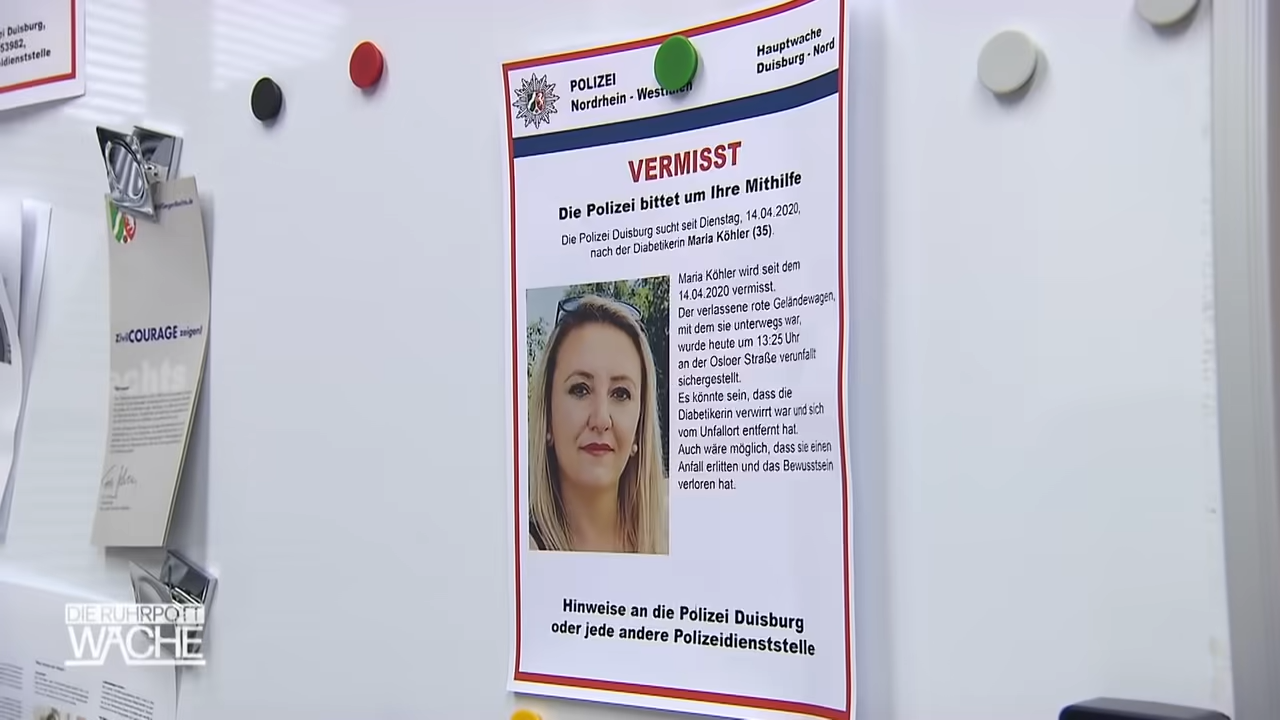 ei Duisburg,
53982,
eidienststelle
POLIZEI
Nordrhein - Westfalen
Hauptwache
Duisburg - Nord
VERMISST
Die Polizei bittet um Ihre Mithilfe
Die Polizei Duisburg sucht seit Dienstag, 14.04.2020,
nach der Diabetikerin Maria Köhler (35).
Maria Köhler wird seit dem
14.04.2020 vermisst.
Der verlassene rote Geländewagen,
mit dem sie unterwegs war,
wurde heute um 13:25 Uhr
an der Osloer Straße verunfallt
sichergestellt.
Es könnte sein, dass die
Diabetikerin verwirrt war und sich
vom Unfallort entfernt hat.
Auch wäre möglich, dass sie einen
Anfall erlitten und das Bewusstsein
verloren hat.
Hinweise an die Polizei Duisburg
oder jede andere Polizeidienststelle
ZivilCOURAGE zeigen!
DIE RUHRPOTT
WACHE